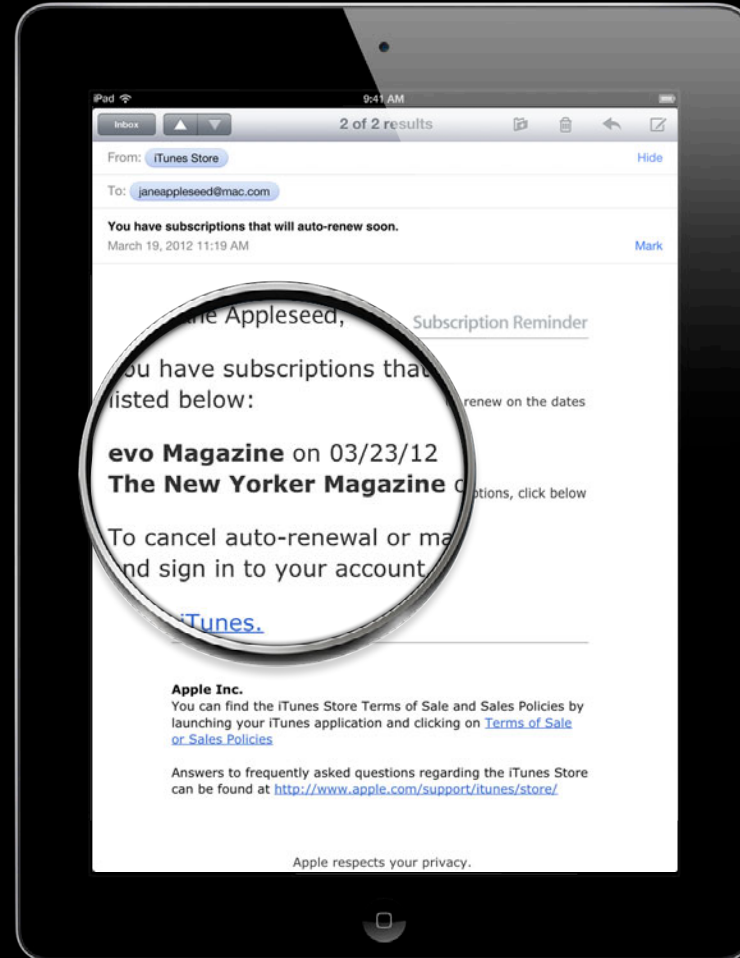 iPad 9:41 AM
Inbox 2 of 2 results
From: iTunes Store Hide
To: janeappleseed@mac.com
You have subscriptions that will auto-renew soon.
March 19, 2012 11:19 AM Mark
Appleseed,
Subscription Reminder
you have subscriptions that
listed below:
renew on the dates
evo Magazine on 03/23/12
The New Yorker Magazine
click below
To cancel auto-renewal or
and sign in to your account
iTunes.
Apple Inc.
You can find the iTunes Store Terms of Sale and Sales Policies by
launching your iTunes application and clicking on Terms of Sale
or Sales Policies
Answers to frequently asked questions regarding the iTunes Store
can be found at http://www.apple.com/support/itunes/store/
Apple respects your privacy.